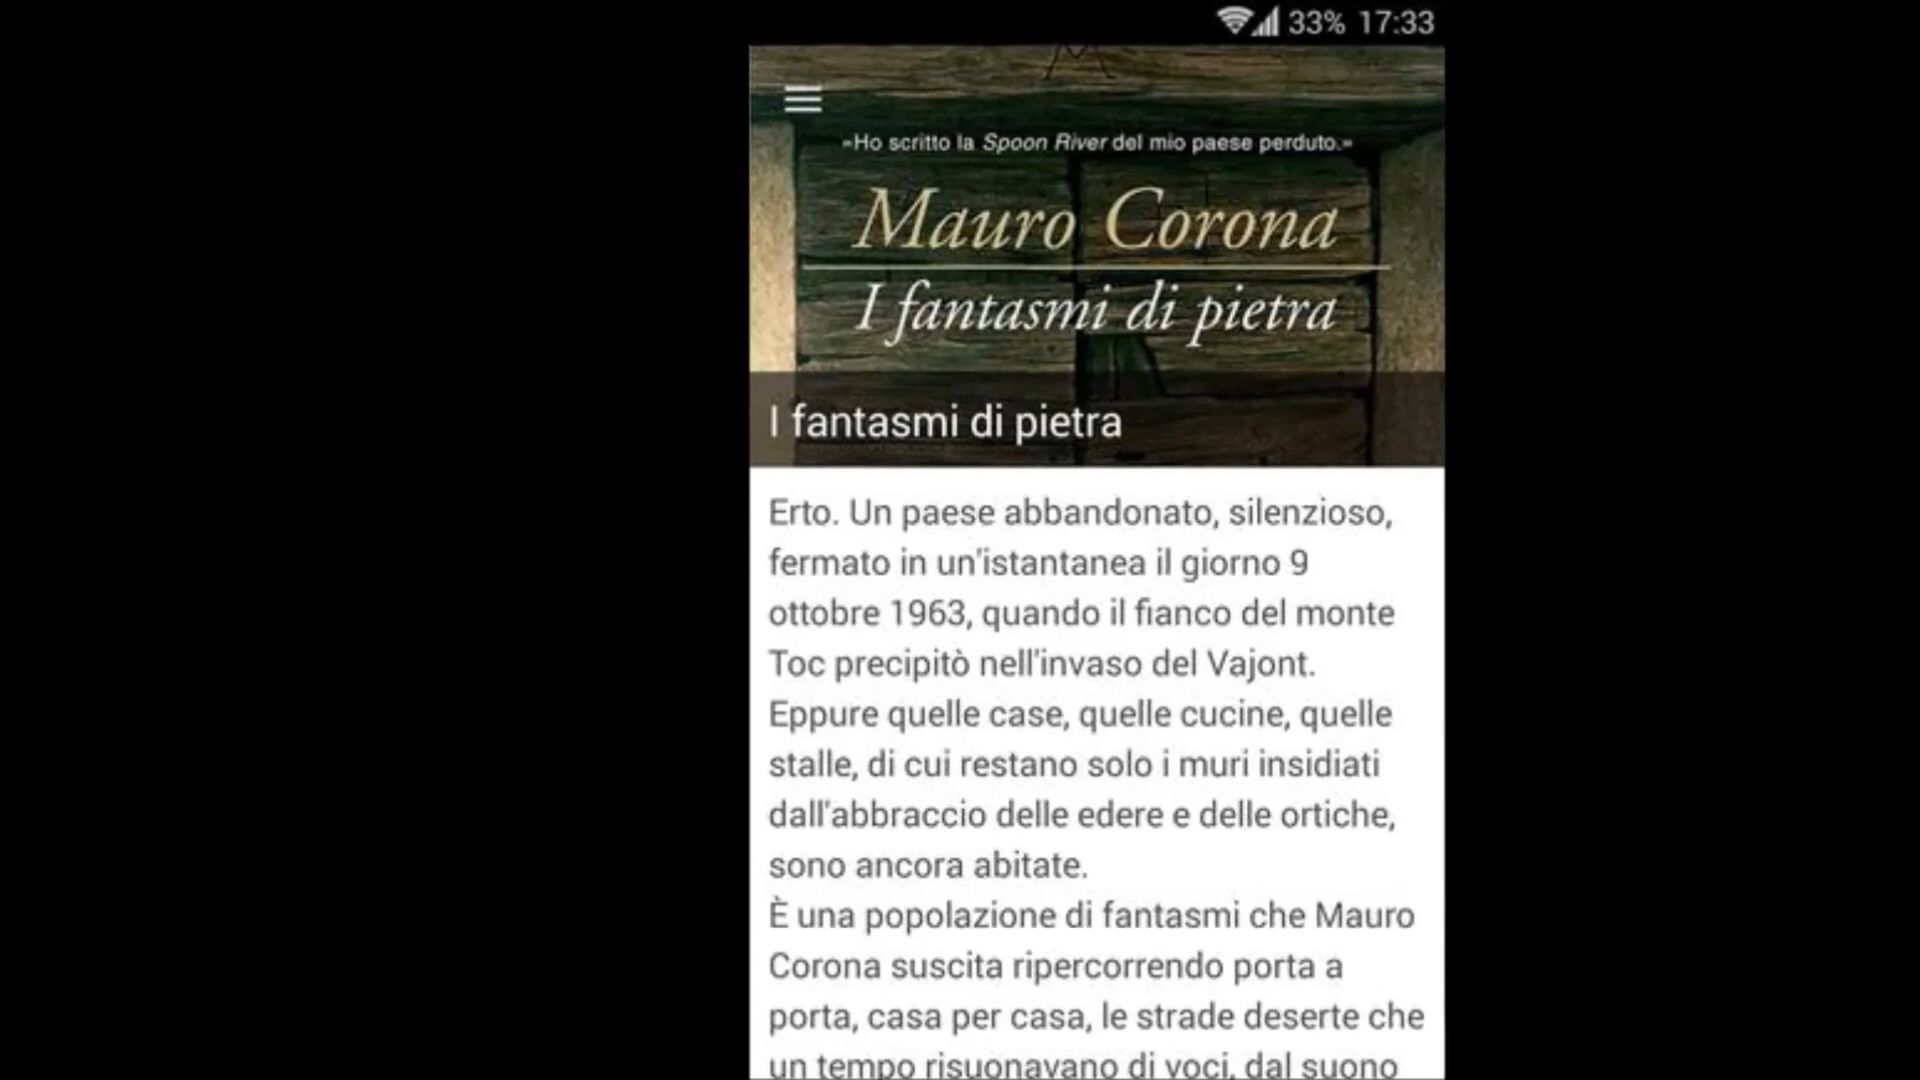 33% 17:33
«Ho scritto la Spoon River del mio paese perduto.»
Mauro Corona
I fantasmi di pietra
I fantasmi di pietra
Erto. Un paese abbandonato, silenzioso,
fermato in un'istantanea il giorno 9
ottobre 1963, quando il fianco del monte
Toc precipitò nell'invaso del Vajont.
Eppure quelle case, quelle cucine, quelle
stalle, di cui restano solo i muri insidiati
dall'abbraccio delle edere e delle ortiche,
sono ancora abitate.
È una popolazione di fantasmi che Mauro
Corona suscita ripercorrendo porta a
porta, casa per casa, le strade deserte che
un tempo risuonavano di voci, dal suono